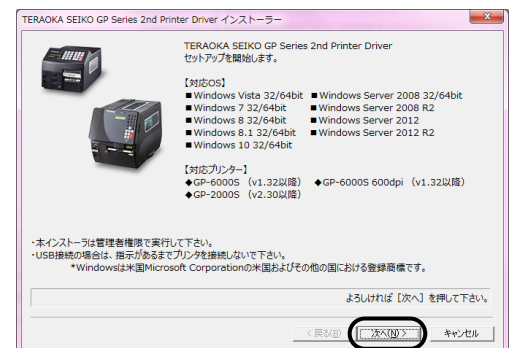 TERAOKA SEIKO GP Series 2nd Printer Driver インストーラー
TERAOKA SEIKO GP Series 2nd Printer Driver
セットアップを開始します。
【対応OS】
■Windows Vista 32/64bit ■Windows Server 2008 32/64bit
■Windows 7 32/64bit ■Windows Server 2008 R2
■Windows 8 32/64bit ■Windows Server 2012
■Windows 8.1 32/64bit ■Windows Server 2012 R2
■Windows 10 32/64bit
【対応プリンター】
◆GP-6000S （v1.32以降） ◆GP-6000S 600dpi （v1.32以降）
◆GP-2000S （v2.30以降）
・本インストーラは管理者権限で実行して下さい。
・USB接続の場合は、指示があるまでプリンタを接続しないで下さい。
*Windowsは米国Microsoft Corporationの米国およびその他の国における登録商標です。
よろしければ［次へ］を押して下さい。
< 戻る(B) 次へ(N) > キャンセル